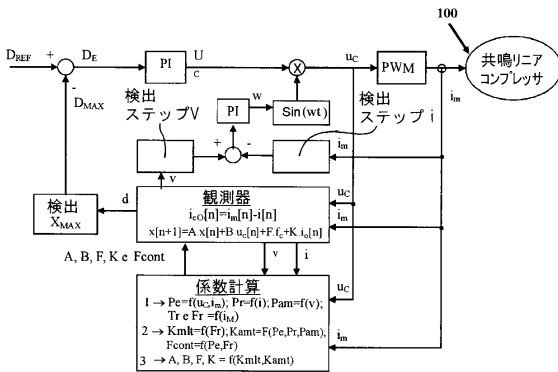 100
D_REF
+
D_E
PI
U_C
u_C
PWM
共鳴リニア
コンプレッサ
-
D_MAX
i_m
検出
ステップV
PI
w
Sin(wt)
検出
ステップi
+
-
i_m
v
検出
X_MAX
d
観測器
i_eO[n]=i_m[n]-i[n]
x[n+1]=A x[n]+B u_c[n]+F.f_c+K i_o[n]
u_C
i_m
A, B, F, K e Fcont
v
i
係数計算
u_C
1 → Pe=f(u_C,i_m); Pr=f(i); Pam=f(v);
Tr e Fr =f(i_M)
2 → Kmlt=f(Fr);Kamt=F(Pe,Pr,Pam),
Fcont=f(Pe,Fr)
i_m
3 → A, B, F, K = f(Kmlt,Kamt)